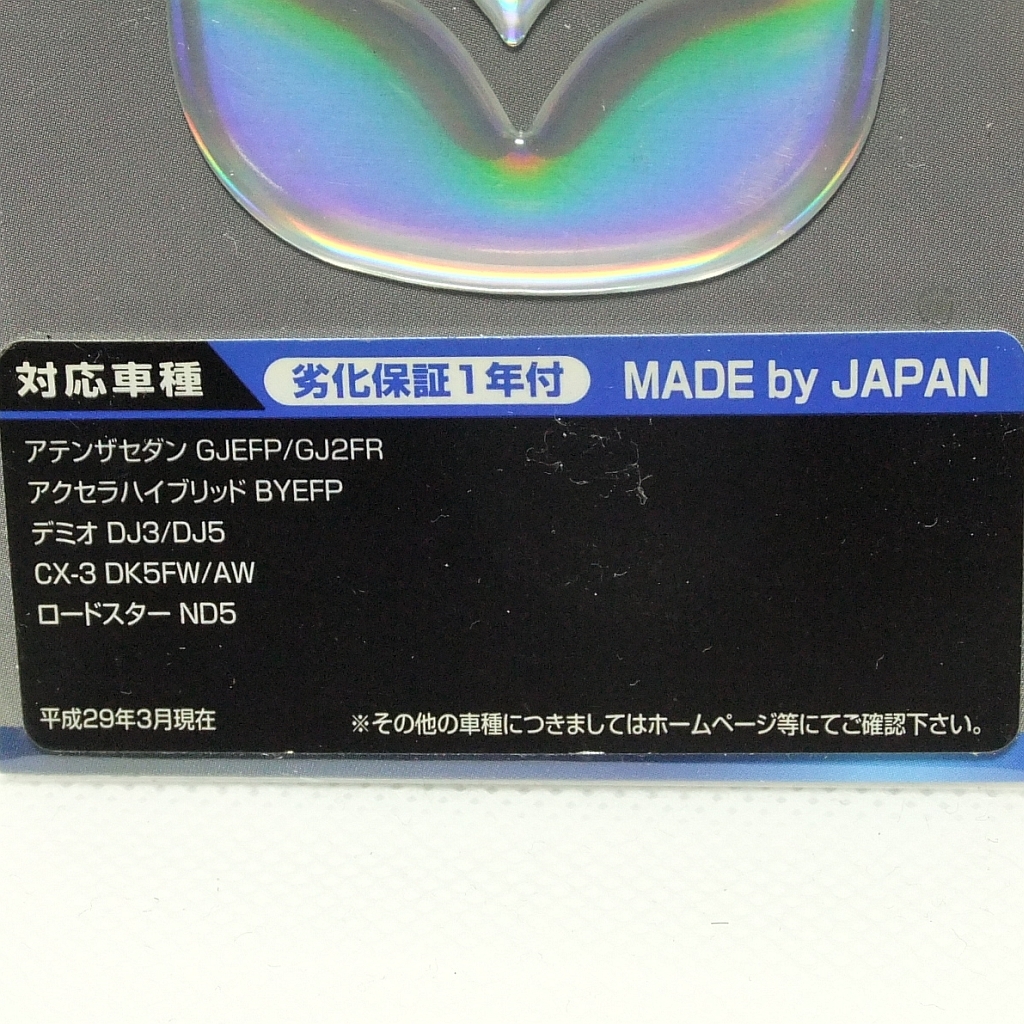 対応車種 劣化保証1年付 MADE by JAPAN
アテンザセダン GJEFP/GJ2FR
アクセラハイブリッド BYEFP
デミオ DJ3/DJ5
CX-3 DK5FW/AW
ロードスター ND5
平成29年3月現在 ※その他の車種につきましてはホームページ等にてご確認下さい。